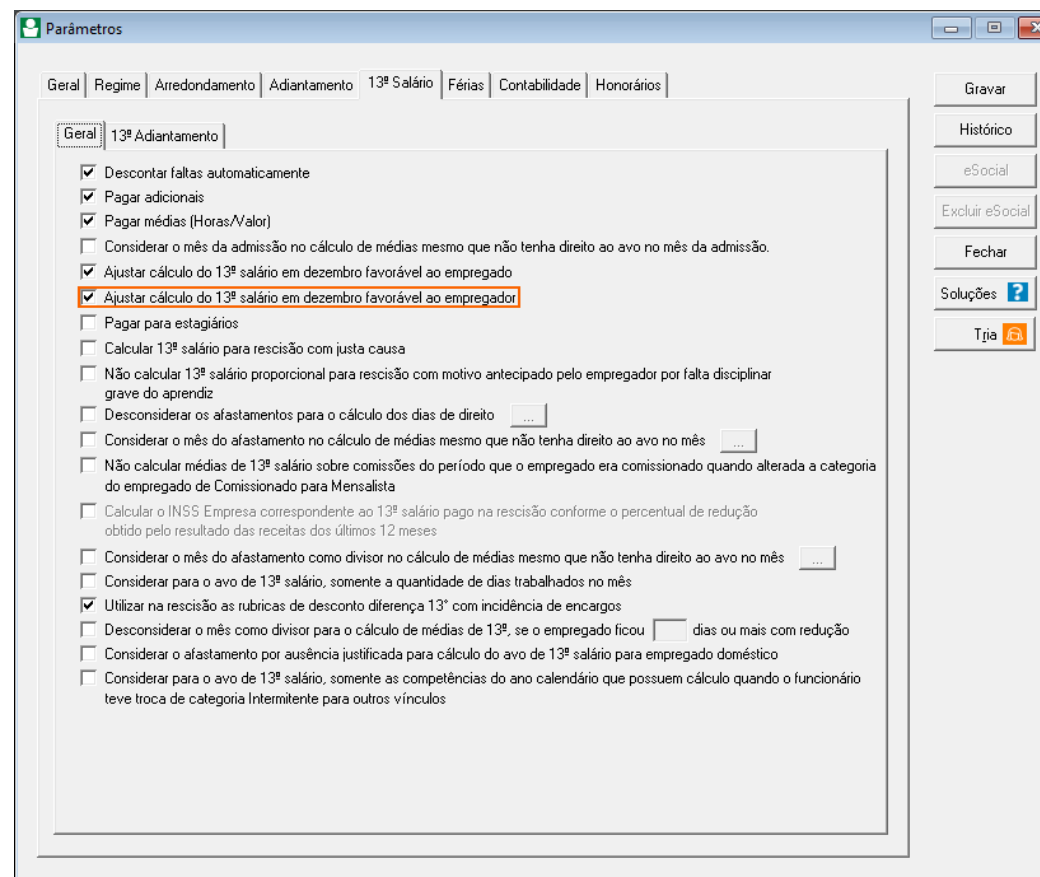 Parâmetros
Geral Regime Arredondamento Adiantamento 13º Salário Férias Contabilidade Honorários
Gravar
Geral 13º Adiantamento
Histórico
Descontar faltas automaticamente
eSocial
Pagar adicionais
Pagar médias (Horas/Valor)
Excluir eSocial
Considerar o mês da admissão no cálculo de médias mesmo que não tenha direito ao avo no mês da admissão.
Fechar
Ajustar cálculo do 13º salário em dezembro favorável ao empregado
Ajustar cálculo do 13º salário em dezembro favorável ao empregador
Soluções ?
Pagar para estagiários
Tria
Calcular 13º salário para rescisão com justa causa
Não calcular 13º salário proporcional para rescisão com motivo antecipado pelo empregador por falta disciplinar
grave do aprendiz
Desconsiderar os afastamentos para o cálculo dos dias de direito ...
Considerar o mês do afastamento no cálculo de médias mesmo que não tenha direito ao avo no mês ...
Não calcular médias de 13º salário sobre comissões do período que o empregado era comissionado quando alterada a categoria
do empregado de Comissionado para Mensalista
Calcular o INSS Empresa correspondente ao 13º salário pago na rescisão conforme o percentual de redução
obtido pelo resultado das receitas dos últimos 12 meses
Considerar o mês do afastamento como divisor no cálculo de médias mesmo que não tenha direito ao avo no mês ...
Considerar para o avo de 13º salário, somente a quantidade de dias trabalhados no mês
Utilizar na rescisão as rubricas de desconto diferença 13° com incidência de encargos
Desconsiderar o mês como divisor para o cálculo de médias de 13º, se o empregado ficou dias ou mais com redução
Considerar o afastamento por ausência justificada para cálculo do avo de 13º salário para empregado doméstico
Considerar para o avo de 13º salário, somente as competências do ano calendário que possuem cálculo quando o funcionário
teve troca de categoria Intermitente para outros vínculos